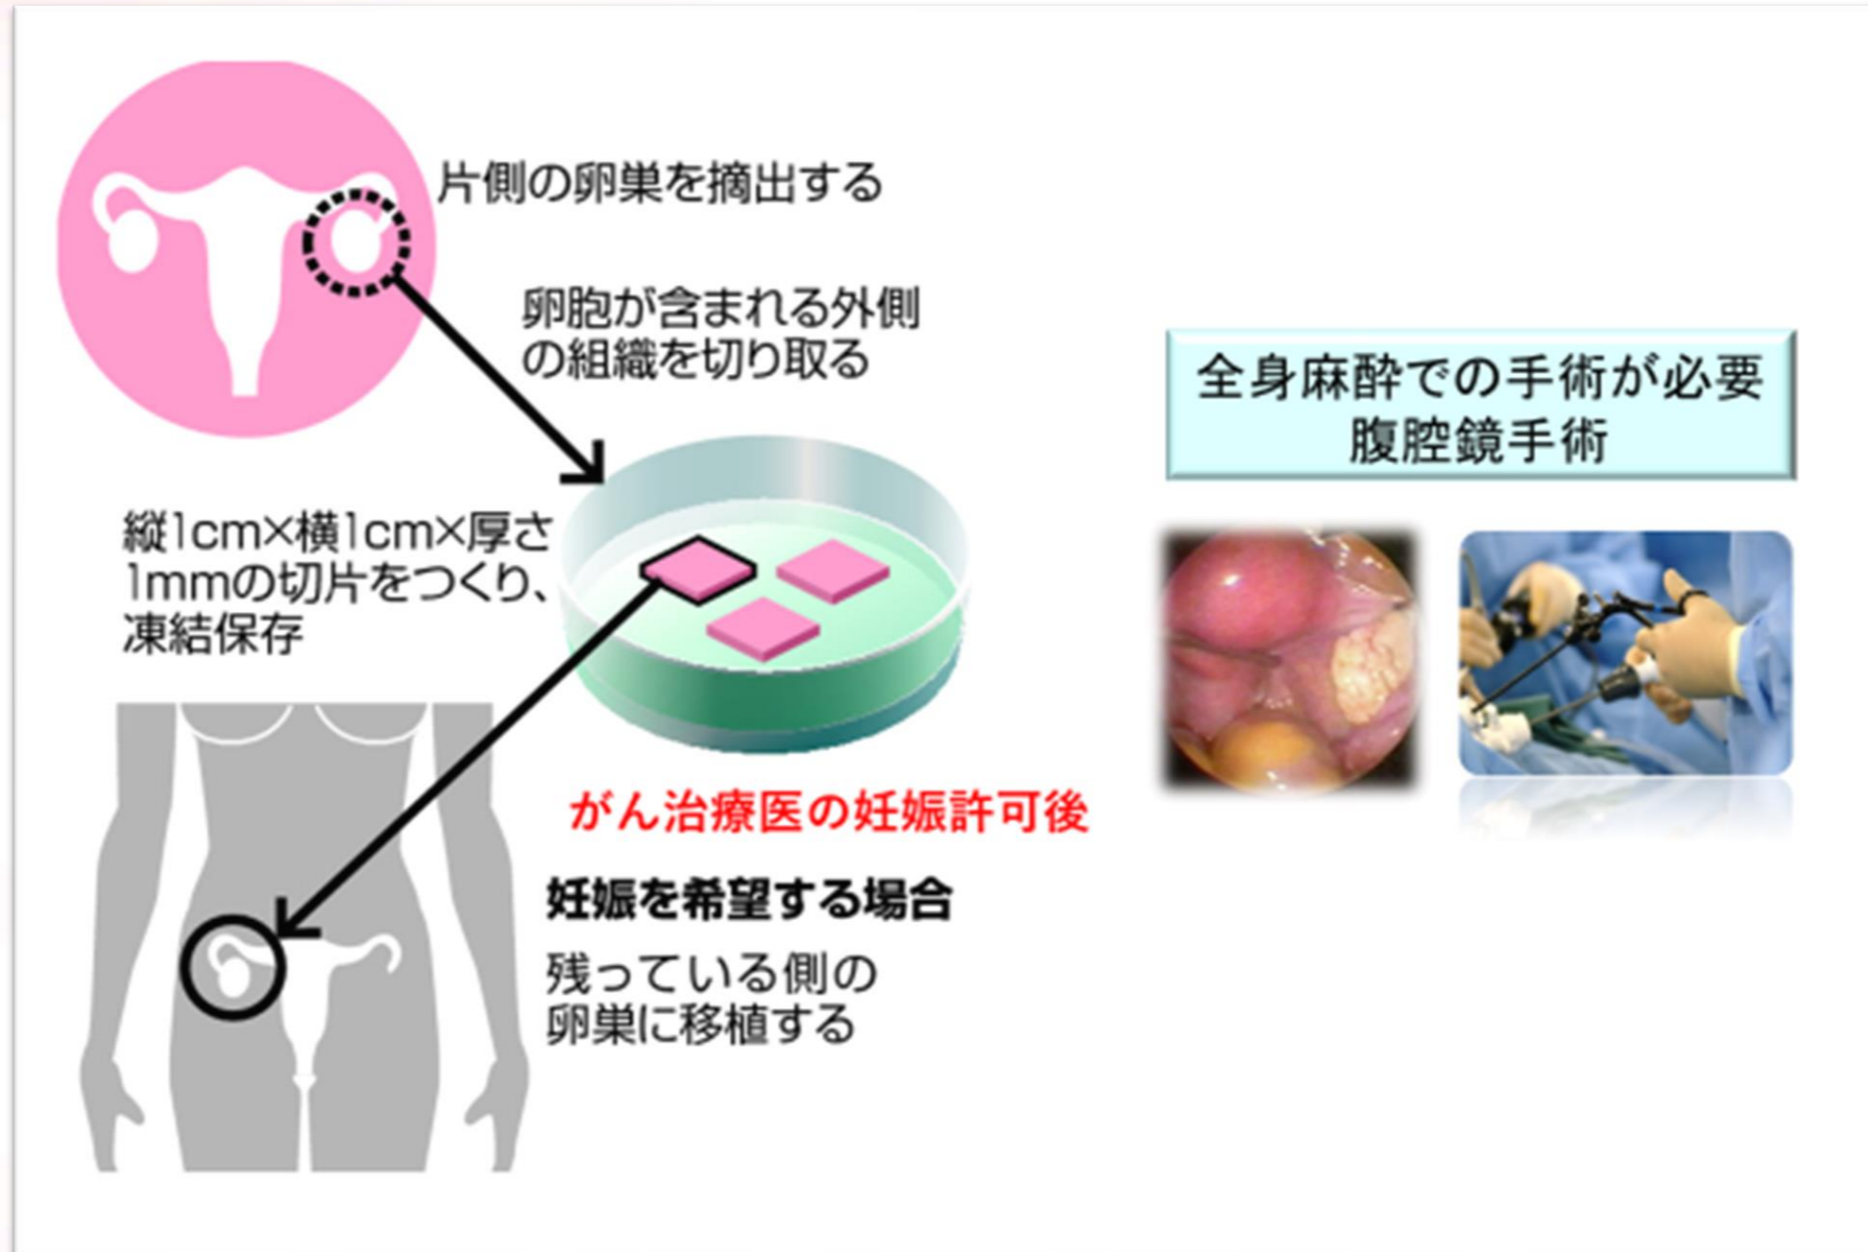 片側の卵巣を摘出する
卵胞が含まれる外側
の組織を切り取る
縦1cm×横1cm×厚さ
1mmの切片をつくり、
凍結保存
がん治療医の妊娠許可後
妊娠を希望する場合
残っている側の
卵巣に移植する
全身麻酔での手術が必要
腹腔鏡手術